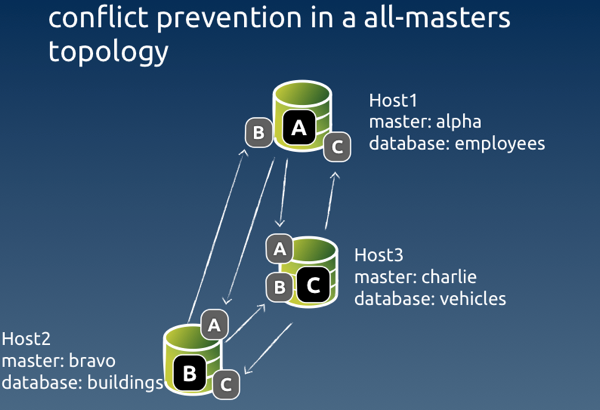 conflict prevention in a all-masters
topology
B
A
C
Host1
master: alpha
database: employees
A
B
C
Host3
master: charlie
database: vehicles
A
B
C
Host2
master: bravo
database: buildings